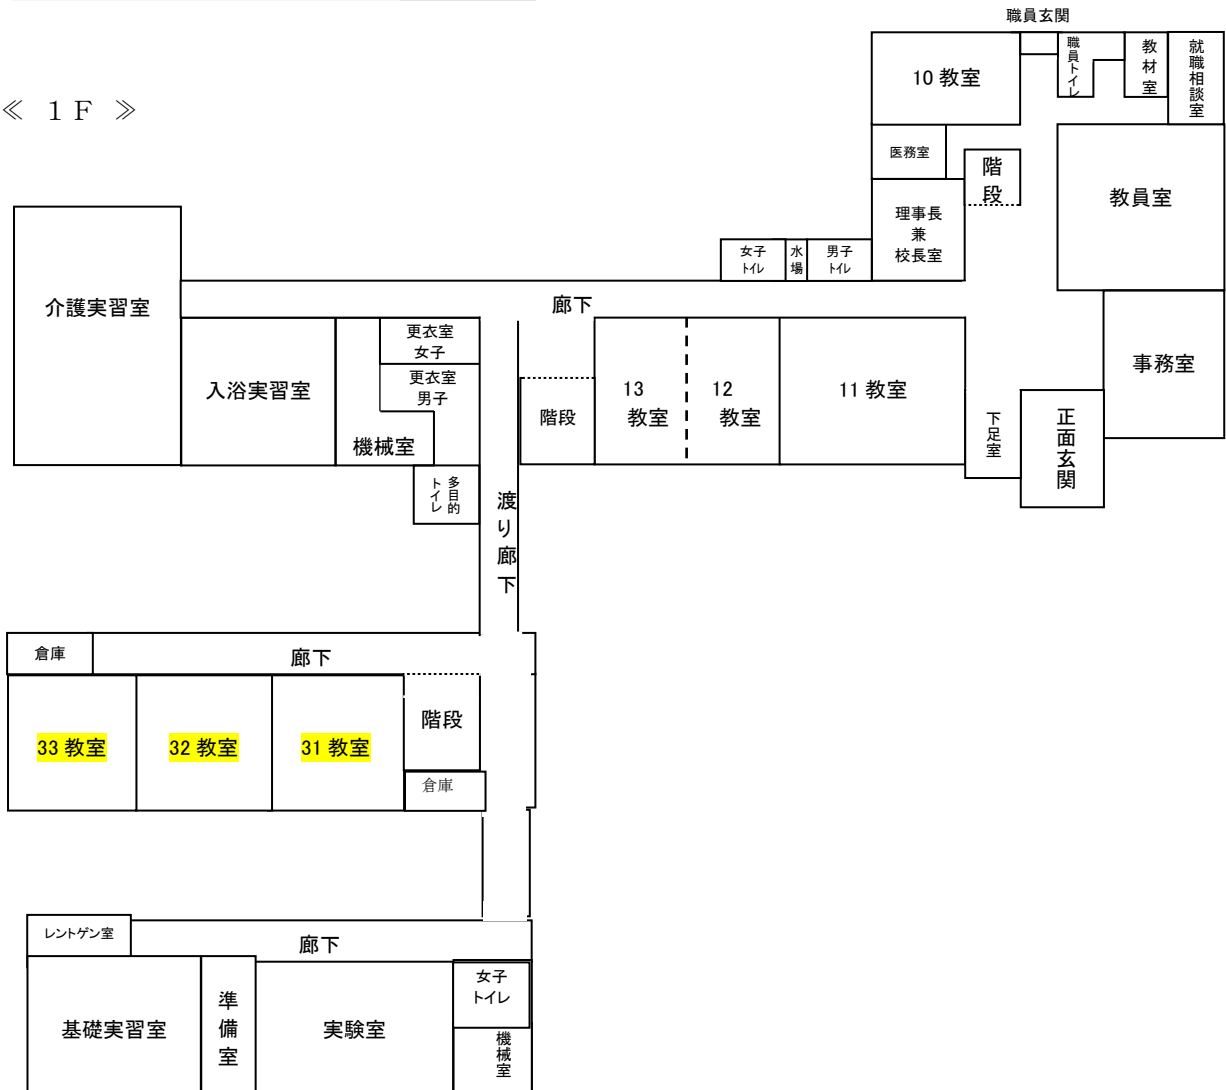 職員玄関
≪ 1F ≫
10 教室
職員トイレ
教材室
就職相談室
医務室
階段
教員室
理事長
兼
校長室
女子
トイレ
水場
男子
トイレ
介護実習室
廊下
更衣室
女子
更衣室
男子
入浴実習室
機械室
階段
13
教室
12
教室
11 教室
下足室
正面玄関
事務室
多目的
トイレ
渡り廊下
倉庫
廊下
33 教室
32 教室
31 教室
階段
倉庫
レントゲン室
廊下
基礎実習室
準備室
実験室
女子
トイレ
機械室